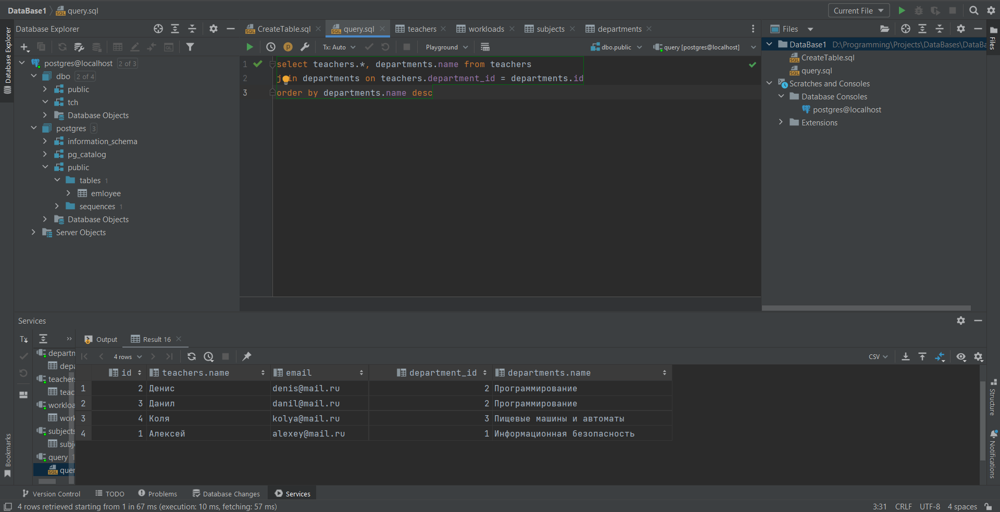 DataBase1 query.sql
Current File
Database Explorer
CreateTable.sql
query.sql
teachers
workloads
subjects
departments
Files
Tx: Auto
Playground
dbo.public
query [postgres@localhost]
Database Explorer
postgres@localhost 2 of 3
dbo 2 of 4
public
tch
Database Objects
postgres 3
information_schema
pg_catalog
public
tables 1
emloyee
sequences 1
Database Objects
Server Objects
1 select teachers.*, departments.name from teachers
2 join departments on teachers.department_id = departments.id
3 order by departments.name desc
DataBase1 D:\Programming\Projects\DataBases\DataBa
CreateTable.sql
query.sql
Scratches and Consoles
Database Consoles
postgres@localhost
Extensions
Files
Services
Tx
Output
Result 16
4 rows
CSV
departm
depa
teachers
teac
workloa
work
subjects
subj
query 1
quer
id teachers.name email department_id departments.name
1 2 Денис denis@mail.ru 2 Программирование
2 3 Данил danil@mail.ru 2 Программирование
3 4 Коля kolya@mail.ru 3 Пищевые машины и автоматы
4 1 Алексей alexey@mail.ru 1 Информационная безопасность
Structure
Notifications
Bookmarks
Version Control
TODO
Problems
Database Changes
Services
4 rows retrieved starting from 1 in 67 ms (execution: 10 ms, fetching: 57 ms)
3:31 CRLF UTF-8 4 spaces